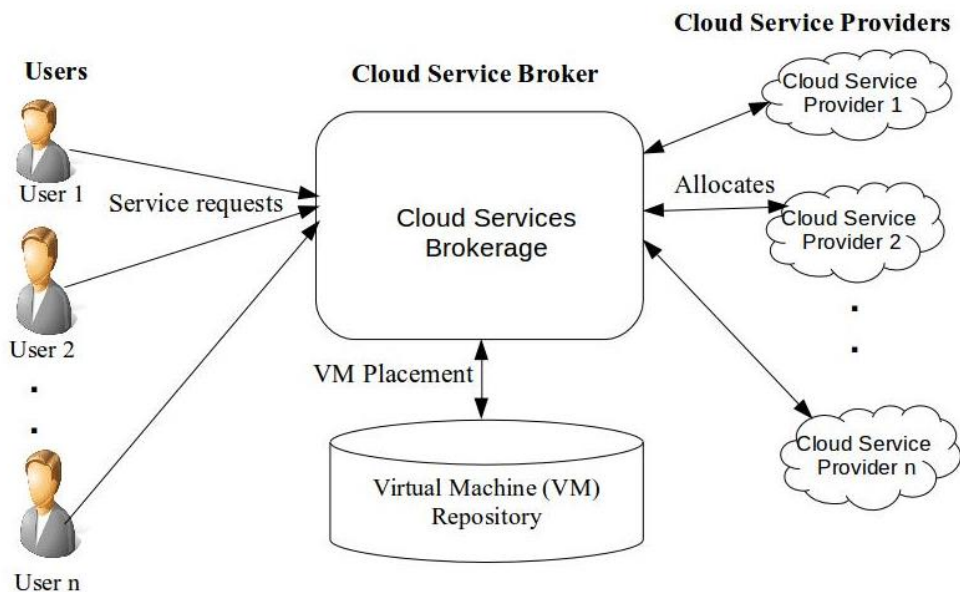 Users
User 1
User 2
User n
Service requests
Cloud Service Broker
Cloud Services
Brokerage
VM Placement
Virtual Machine (VM)
Repository
Allocates
Cloud Service Providers
Cloud Service
Provider 1
Cloud Service
Provider 2
Cloud Service
Provider n